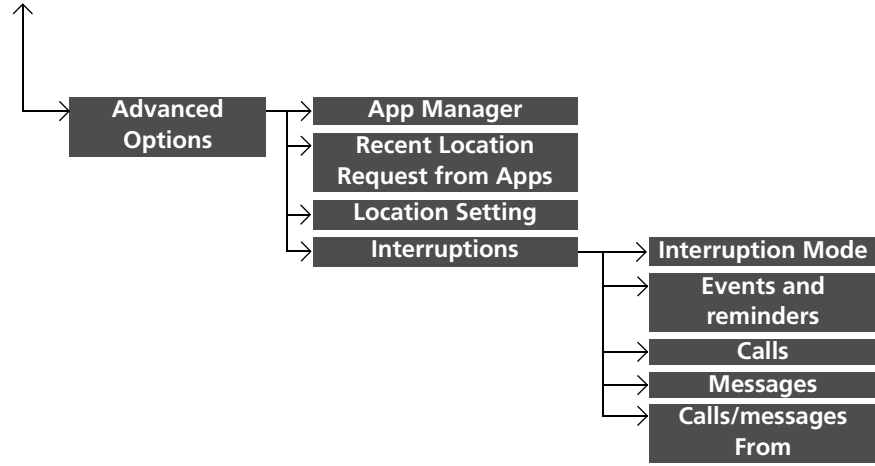 Advanced
Options
App Manager
Recent Location
Request from Apps
Location Setting
Interruptions
Interruption Mode
Events and
reminders
Calls
Messages
Calls/messages
From